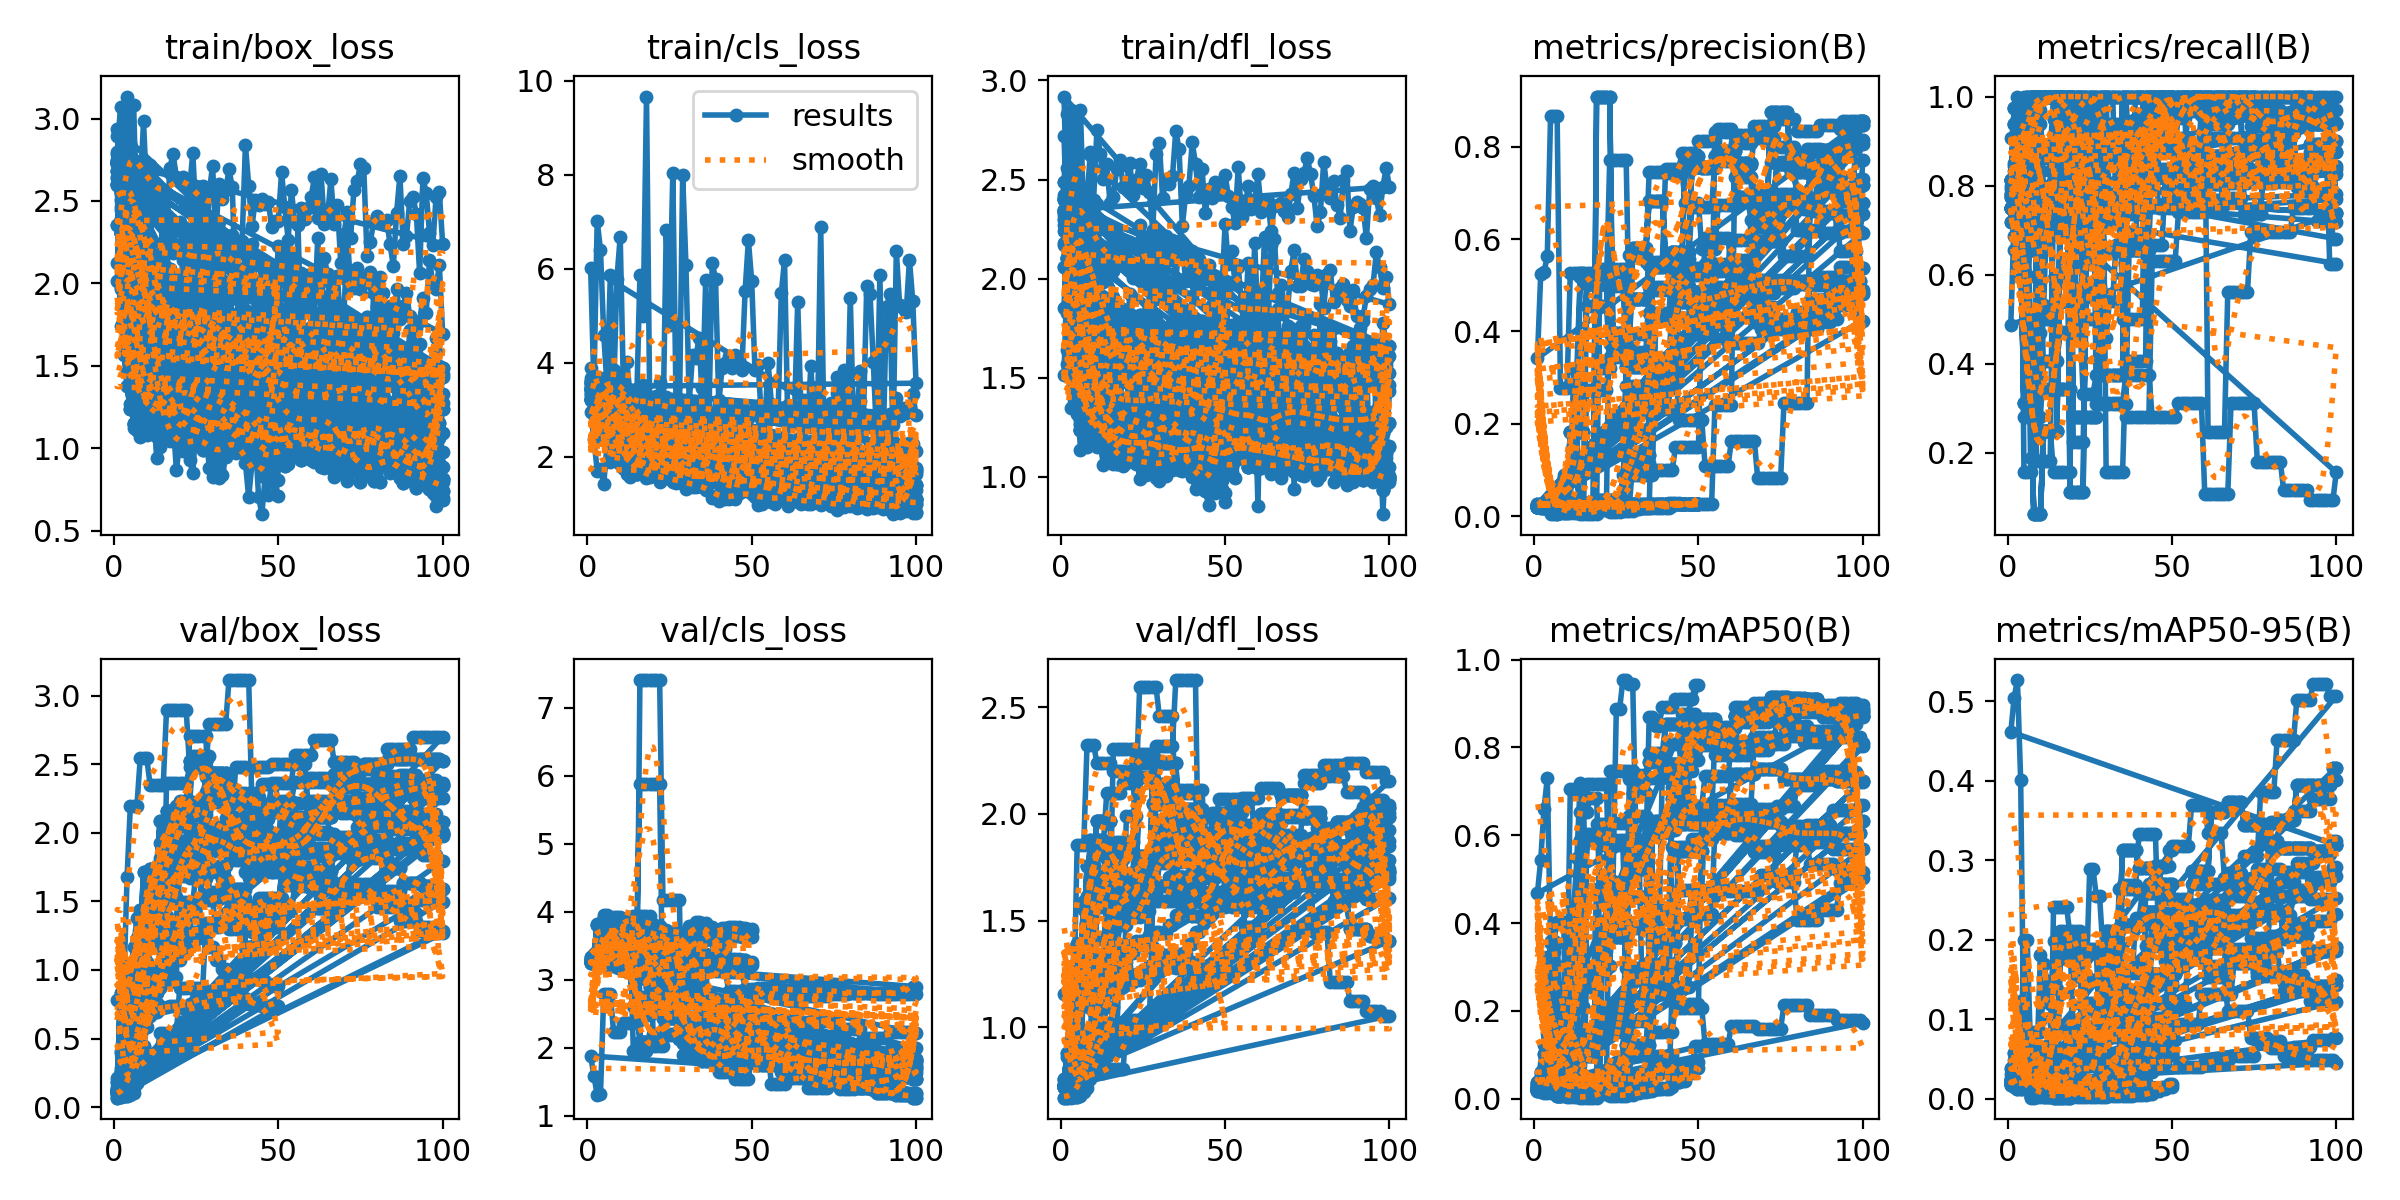 train/box_loss
3.0
2.5
2.0
1.5
1.0
0.5
0 50 100
train/cls_loss
10
8
6
4
2
0 50 100
results
smooth
train/dfl_loss
3.0
2.5
2.0
1.5
1.0
0 50 100
metrics/precision(B)
0.8
0.6
0.4
0.2
0.0
0 50 100
metrics/recall(B)
1.0
0.8
0.6
0.4
0.2
0 50 100
val/box_loss
3.0
2.5
2.0
1.5
1.0
0.5
0.0
0 50 100
val/cls_loss
7
6
5
4
3
2
1
0 50 100
val/dfl_loss
2.5
2.0
1.5
1.0
0 50 100
metrics/mAP50(B)
1.0
0.8
0.6
0.4
0.2
0.0
0 50 100
metrics/mAP50-95(B)
0.5
0.4
0.3
0.2
0.1
0.0
0 50 100